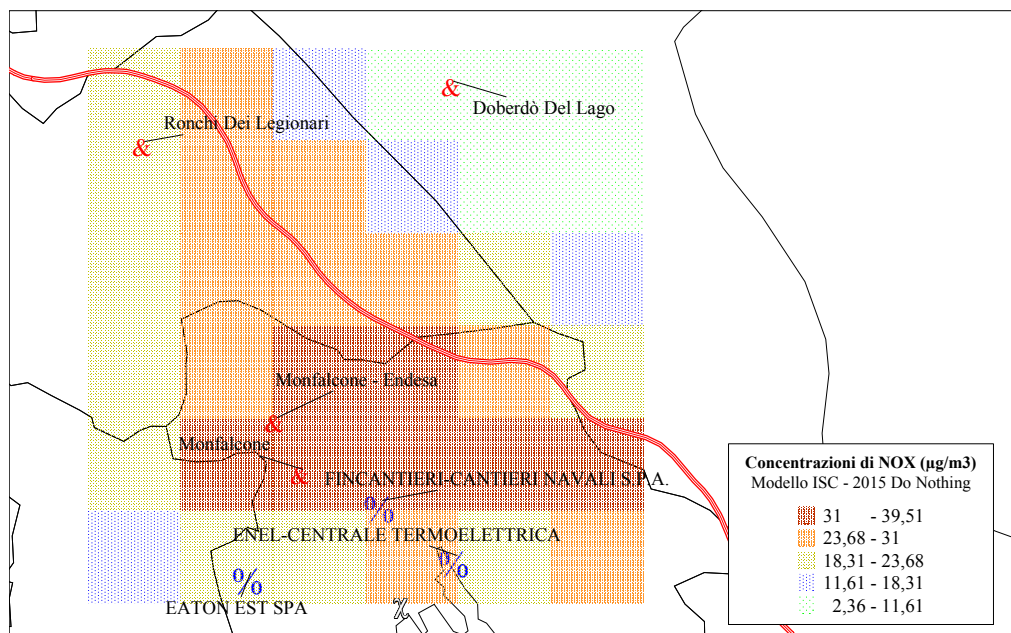 Doberdò Del Lago
Ronchi Dei Legionari
Monfalcone - Endesa
Monfalcone
FINCANTIERI-CANTIERI NAVALI S.P.A.
ENEL-CENTRALE TERMOELETTRICA
EATON EST SPA
Concentrazioni di NOX (µg/m3)
Modello ISC - 2015 Do Nothing
31 - 39,51
23,68 - 31
18,31 - 23,68
11,61 - 18,31
2,36 - 11,61